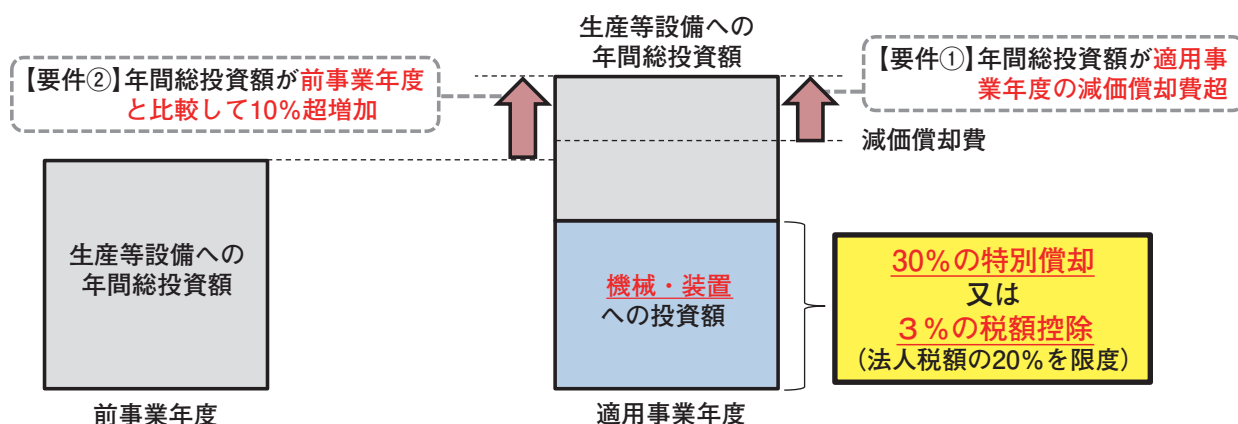 生産等設備への
年間総投資額
【要件②】年間総投資額が前事業年度
と比較して10％超増加
【要件①】年間総投資額が適用事
業年度の減価償却費超
減価償却費
生産等設備への
年間総投資額
機械・装置
への投資額
30％の特別償却
又は
３％の税額控除
（法人税額の20％を限度）
前事業年度
適用事業年度